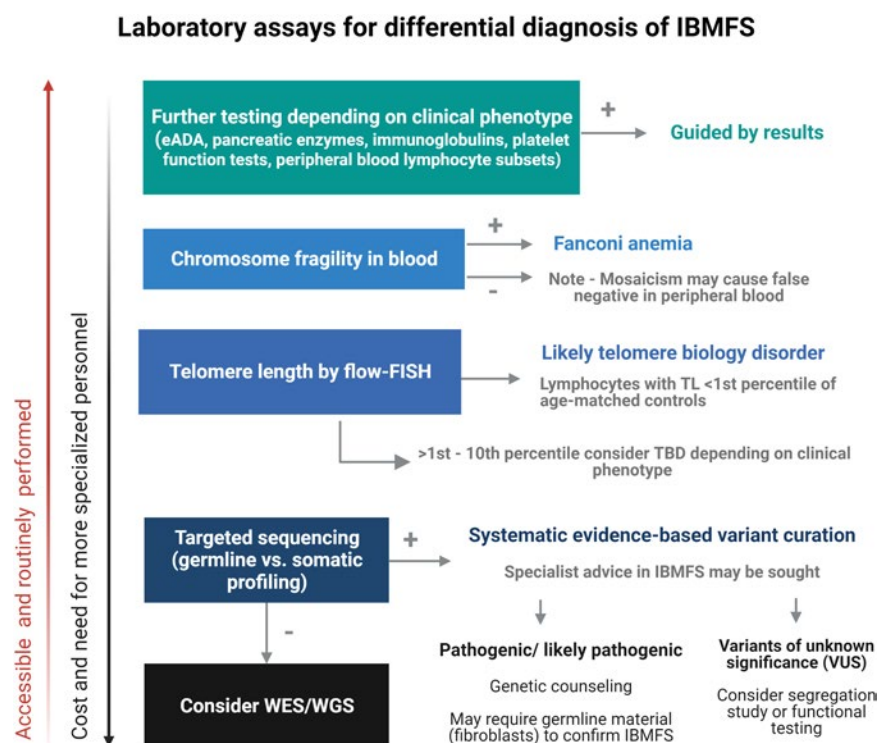 Laboratory assays for differential diagnosis of IBMFS
Accessible and routinely performed
Cost and need for more specialized personnel
Further testing depending on clinical phenotype
(eADA, pancreatic enzymes, immunoglobulins, platelet
function tests, peripheral blood lymphocyte subsets)
+
Guided by results
Chromosome fragility in blood
+
Fanconi anemia
-
Note - Mosaicism may cause false
negative in peripheral blood
Telomere length by flow-FISH
Likely telomere biology disorder
Lymphocytes with TL <1st percentile of
age-matched controls
>1st - 10th percentile consider TBD depending on clinical
phenotype
Targeted sequencing
(germline vs. somatic
profiling)
+
Systematic evidence-based variant curation
Specialist advice in IBMFS may be sought
-
Consider WES/WGS
Pathogenic/ likely pathogenic
Genetic counseling
May require germline material
(fibroblasts) to confirm IBMFS
Variants of unknown
significance (VUS)
Consider segregation
study or functional
testing